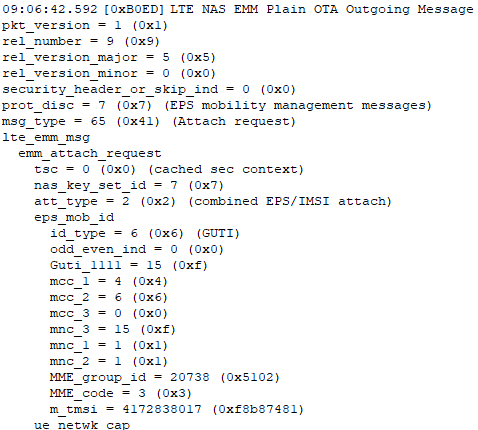 09:06:42.592 [0xB0ED] LTE NAS EMM Plain OTA Outgoing Message
pkt_version = 1 (0x1)
rel_number = 9 (0x9)
rel_version_major = 5 (0x5)
rel_version_minor = 0 (0x0)
security_header_or_skip_ind = 0 (0x0)
prot_disc = 7 (0x7) (EPS mobility management messages)
msg_type = 65 (0x41) (Attach request)
lte_emm_msg
emm_attach_request
tsc = 0 (0x0) (cached sec context)
nas_key_set_id = 7 (0x7)
att_type = 2 (0x2) (combined EPS/IMSI attach)
eps_mob_id
id_type = 6 (0x6) (GUTI)
odd_even_ind = 0 (0x0)
Guti_1111 = 15 (0xf)
mcc_1 = 4 (0x4)
mcc_2 = 6 (0x6)
mcc_3 = 0 (0x0)
mnc_3 = 15 (0xf)
mnc_1 = 1 (0x1)
mnc_2 = 1 (0x1)
MME_group_id = 20738 (0x5102)
MME_code = 3 (0x3)
m_tmsi = 4172838017 (0xf8b87481)
ue_netwk_cap